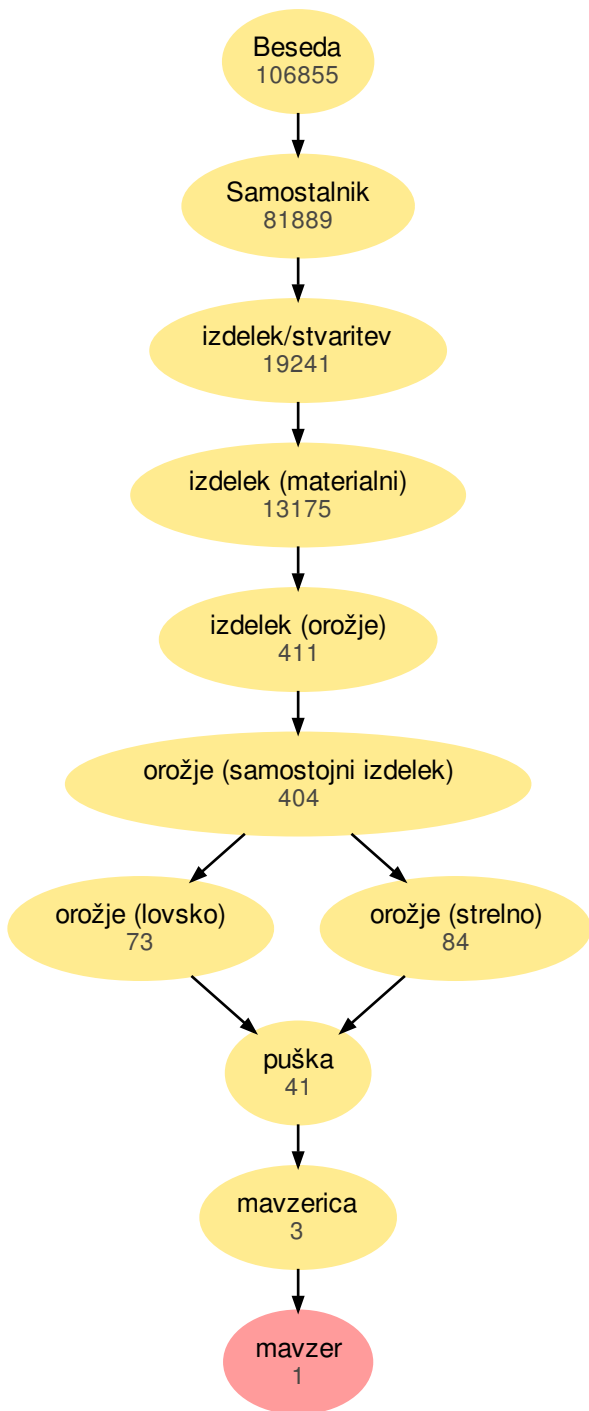 Beseda
106855
Samostalnik
81889
izdelek/stvaritev
19241
izdelek (materialni)
13175
izdelek (orožje)
411
orožje (samostojni izdelek)
404
orožje (lovsko)
73
orožje (strelno)
84
puška
41
mavzerica
3
mavzer
1